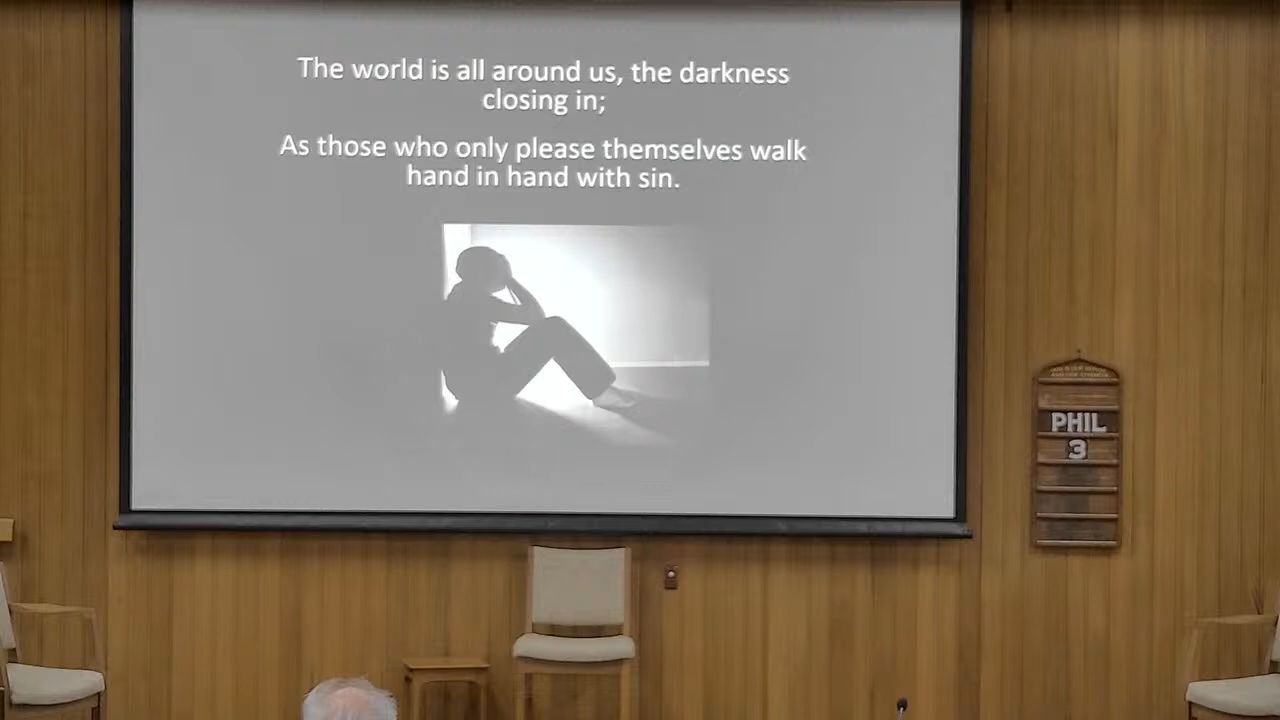 The world is all around us, the darkness
closing in;
As those who only please themselves walk
hand in hand with sin.
PHIL
3